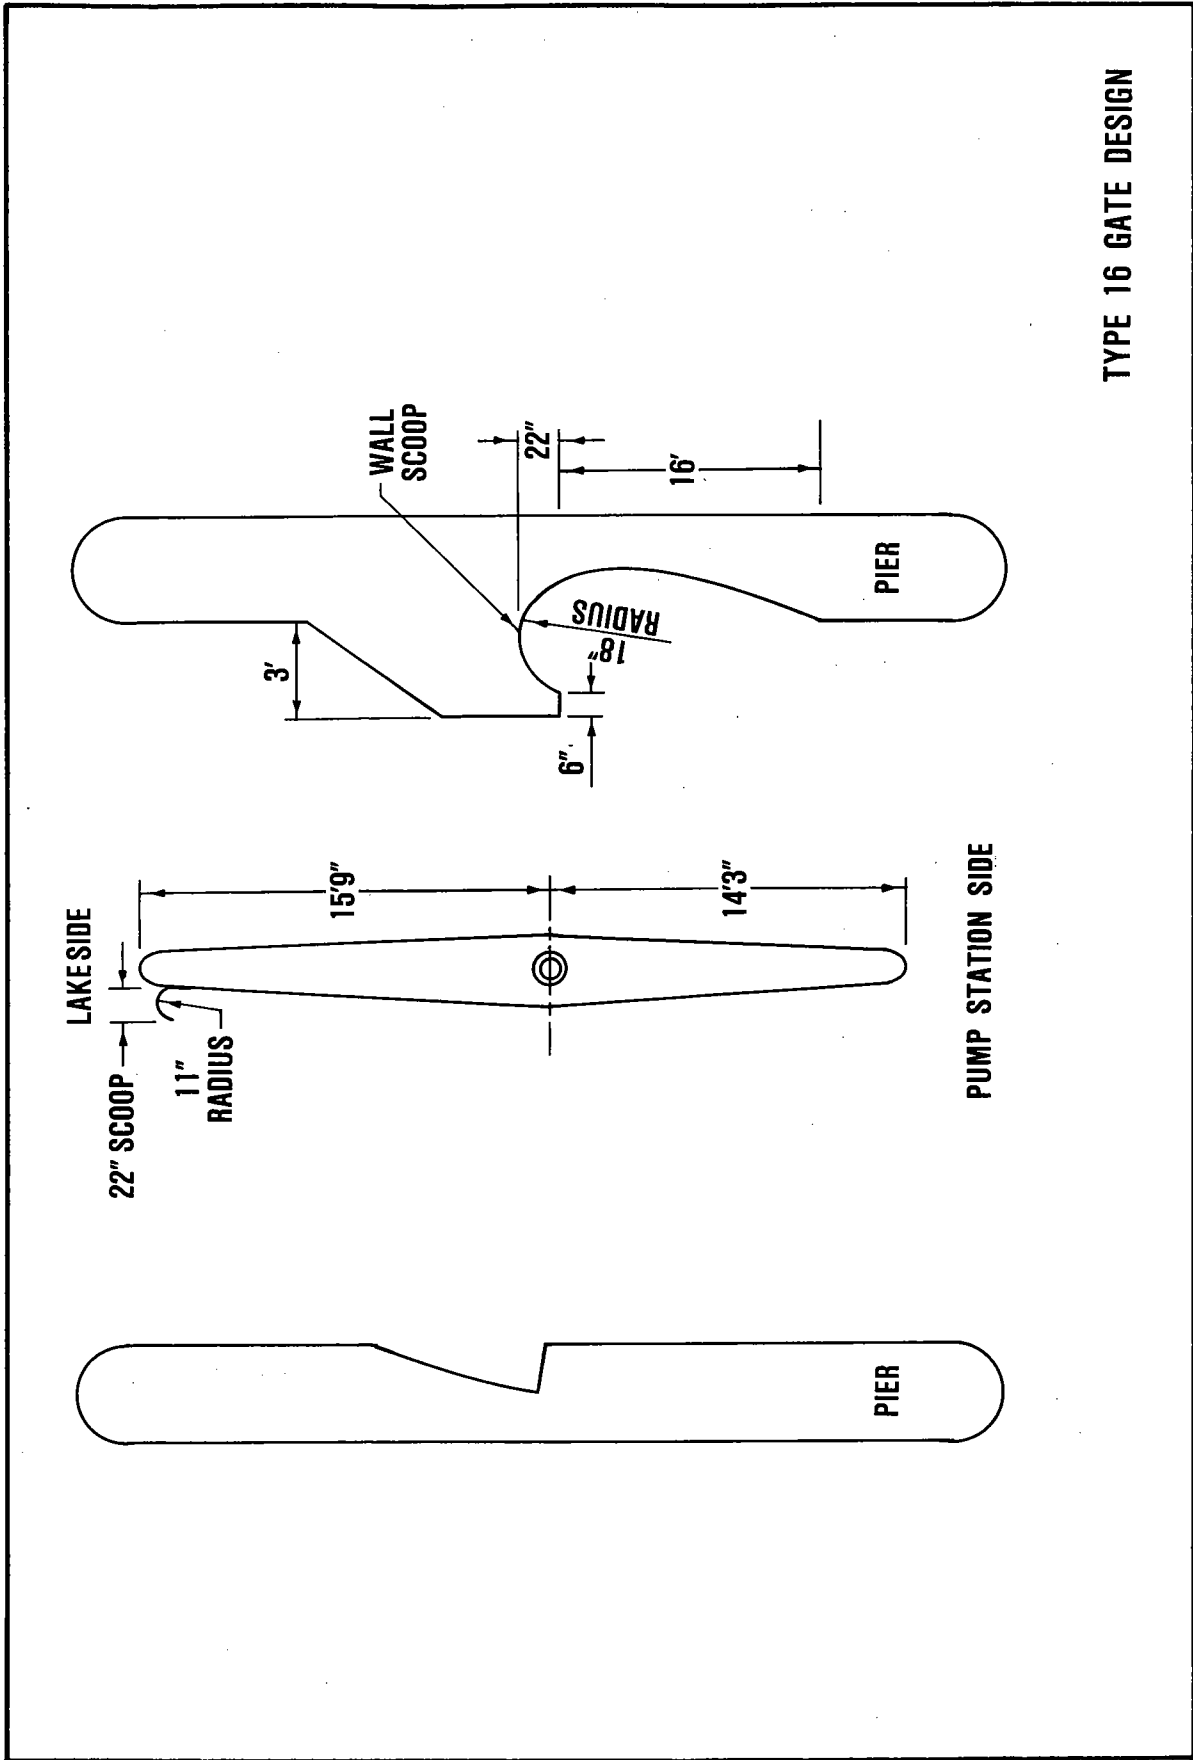 LAKESIDE
22" SCOOP
11"
RADIUS
15'9"
14'3"
PUMP STATION SIDE
PIER
3'
WALL
SCOOP
22"
16'
18"
RADIUS
6"
PIER
TYPE 16 GATE DESIGN